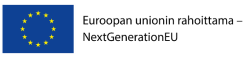 Euroopan unionin rahoittama –
NextGenerationEU